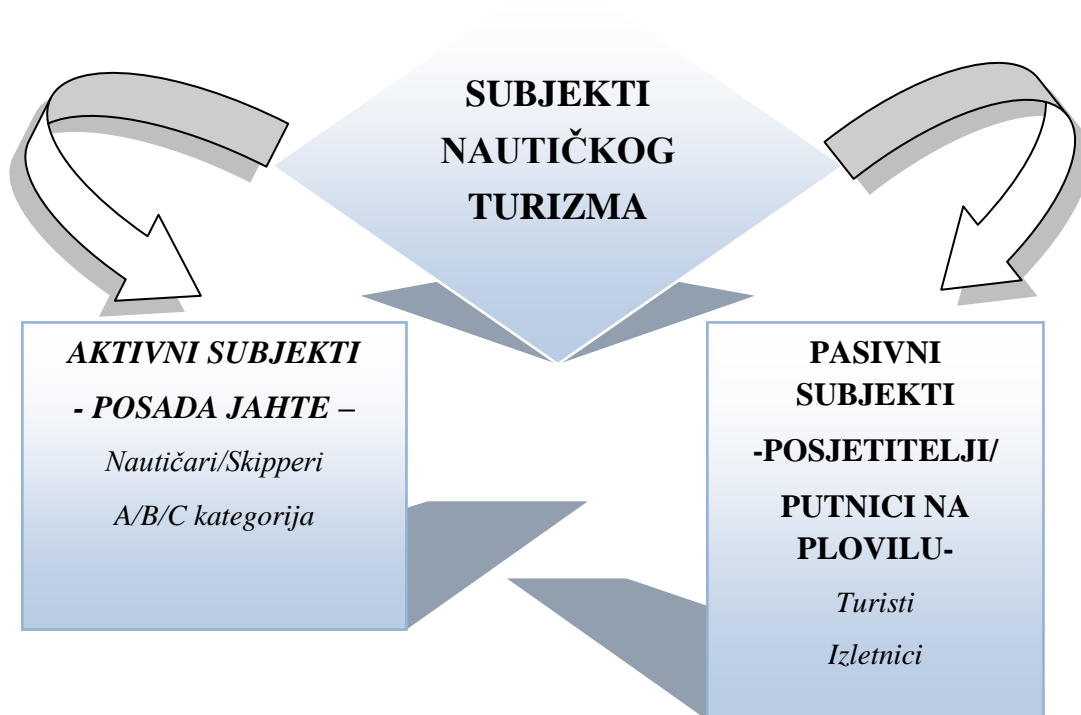 SUBJEKTI
NAUTIČKOG
TURIZMA
AKTIVNI SUBJEKTI
- POSADA JAHTE –
Nautičari/Skipperi
A/B/C kategorija
PASIVNI
SUBJEKTI
-POSJETITELJI/
PUTNICI NA
PLOVILU-
Turisti
Izletnici